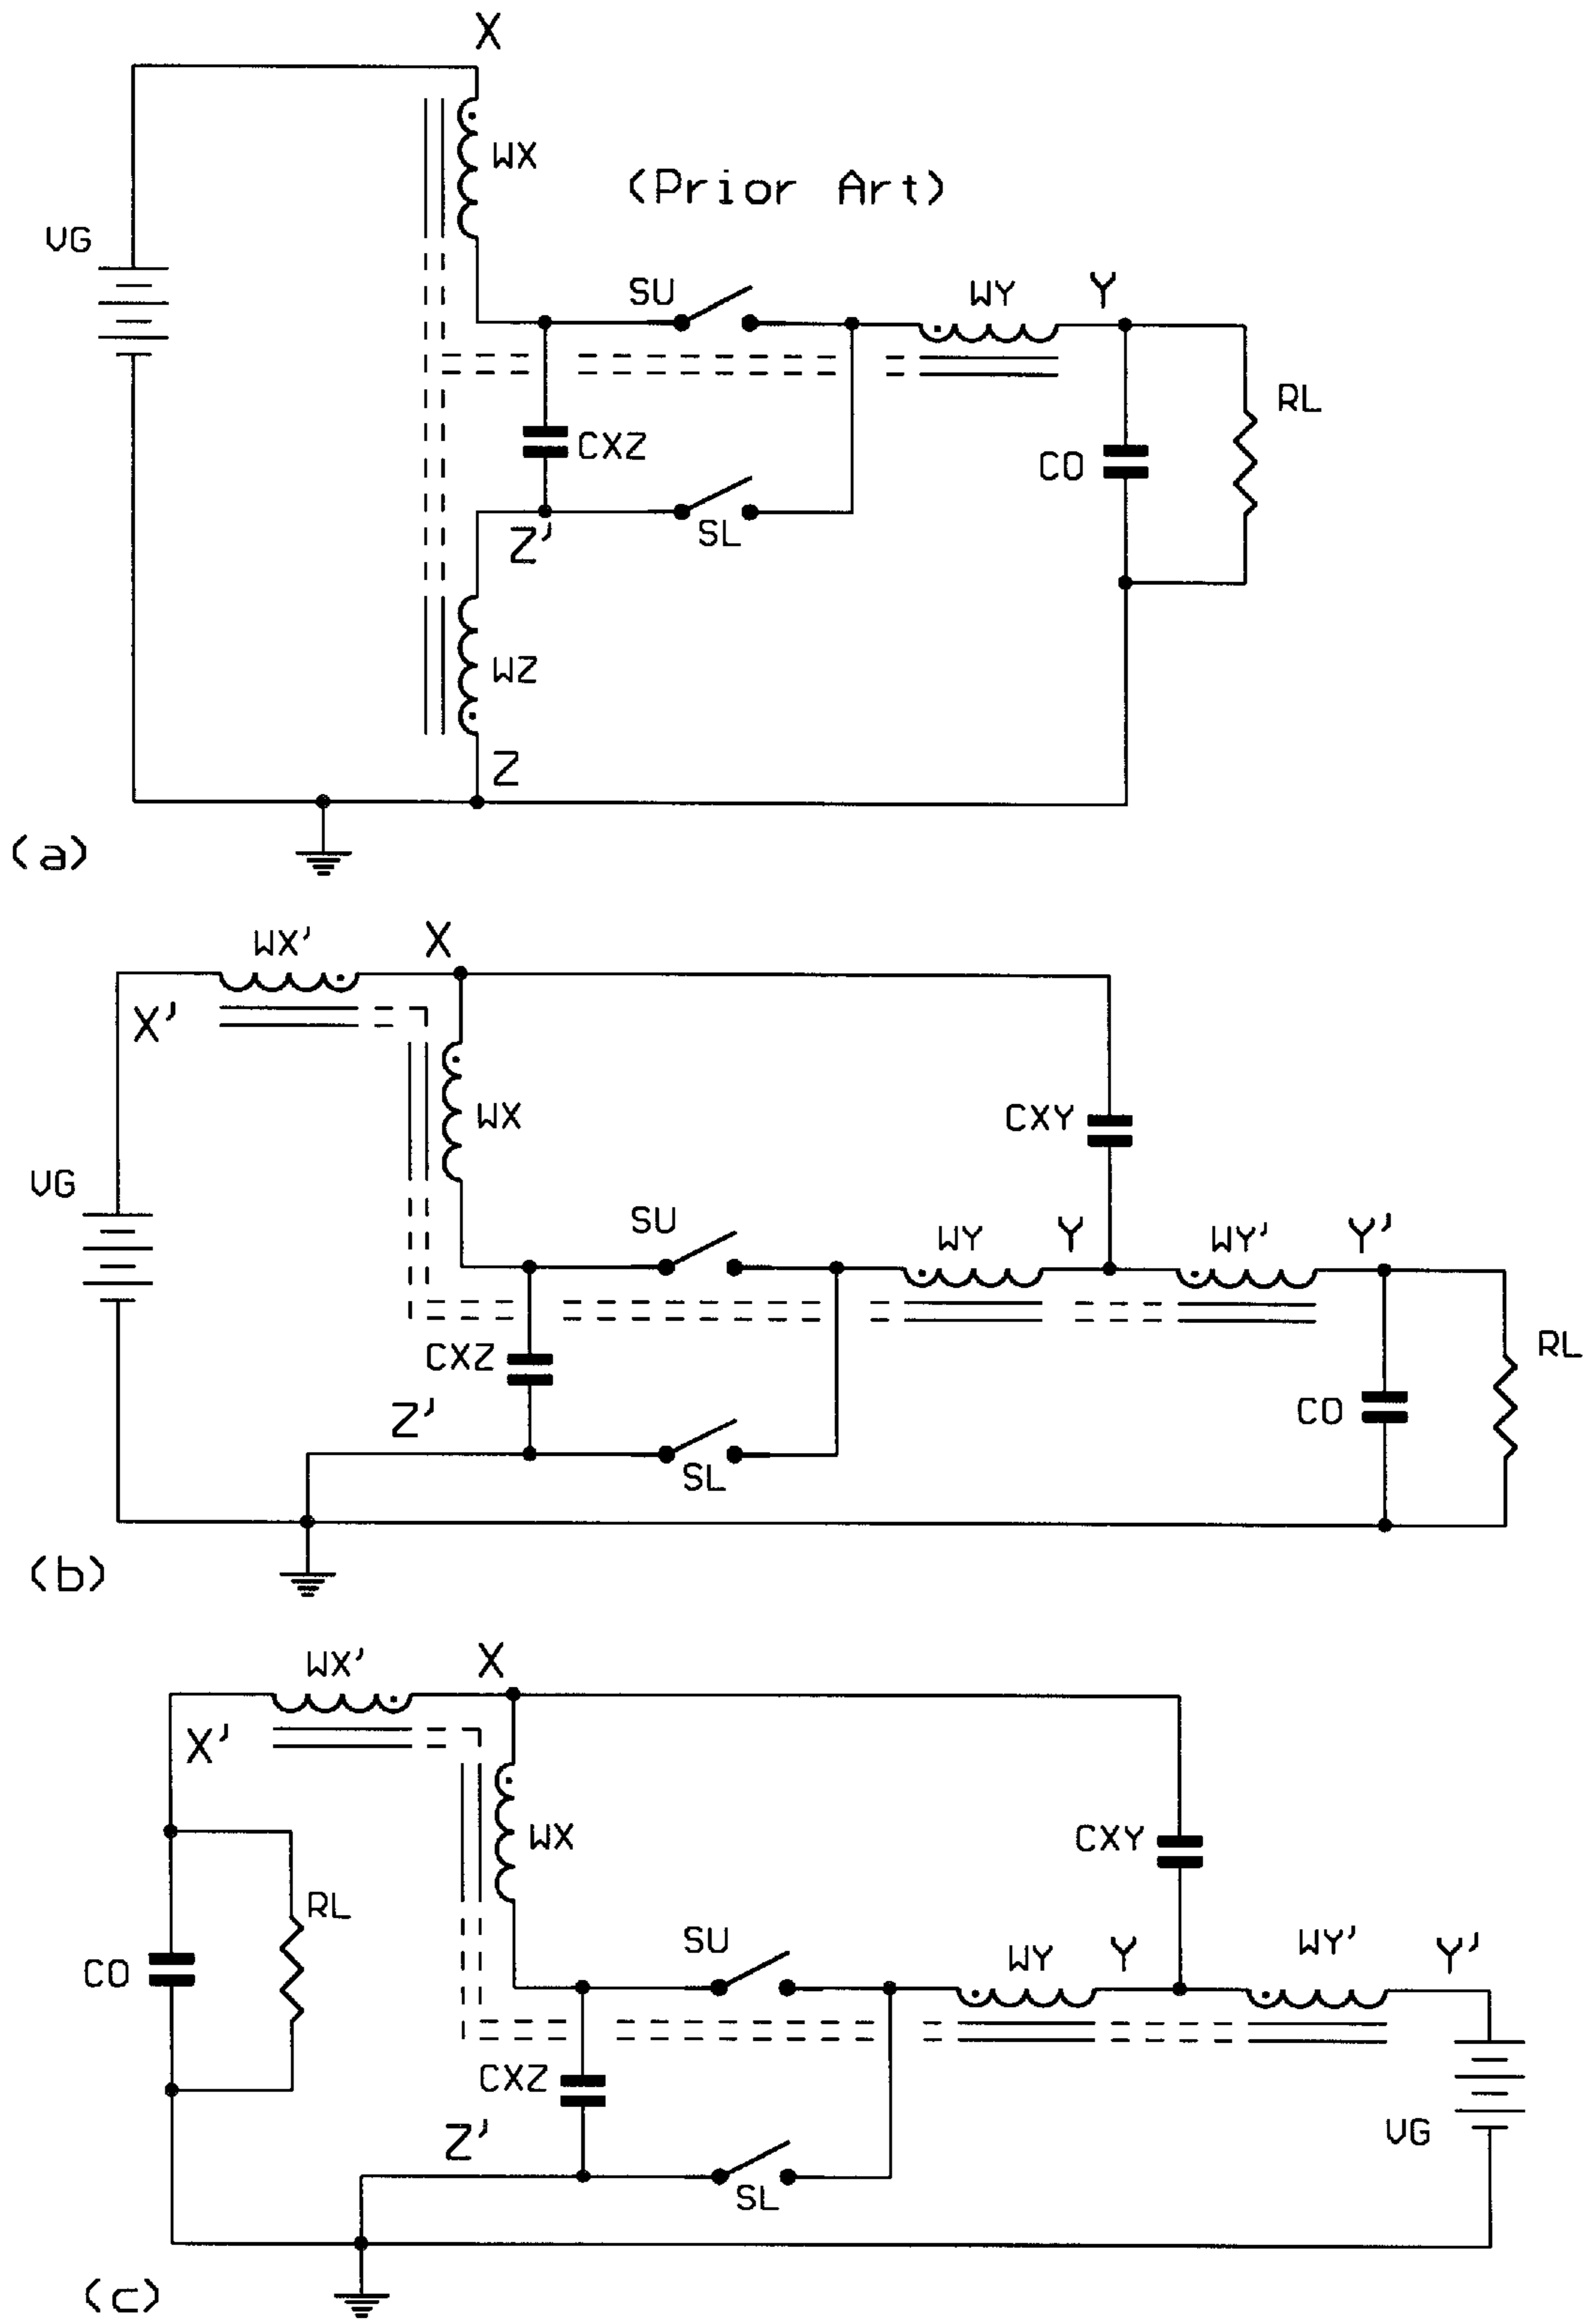 X
WX
(Prior Art)
VG
SU
WY
Y
RL
CXZ
CO
Z'
SL
WZ
Z
(a)
WX'
X
X'
WX
CXY
VG
SU
WY
Y
WY'
Y'
CXZ
RL
Z'
CO
SL
(b)
WX'
X
X'
WX
CXY
RL
SU
WY
Y
WY'
Y'
CO
CXZ
VG
Z'
SL
(c)